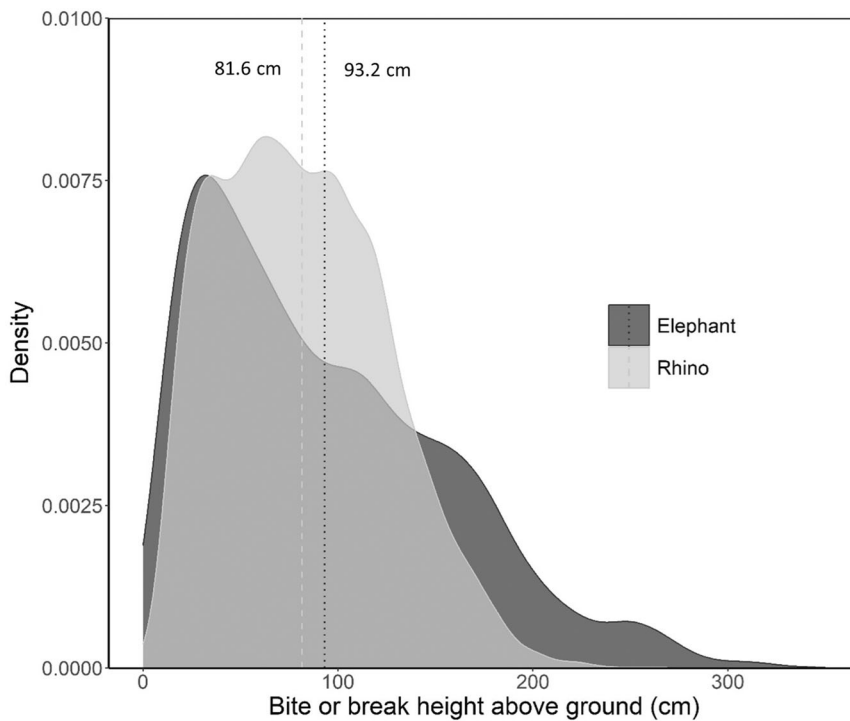 0.0100
81.6 cm
93.2 cm
0.0075
Density
0.0050
Elephant
Rhino
0.0025
0.0000
0
100
200
300
Bite or break height above ground (cm)